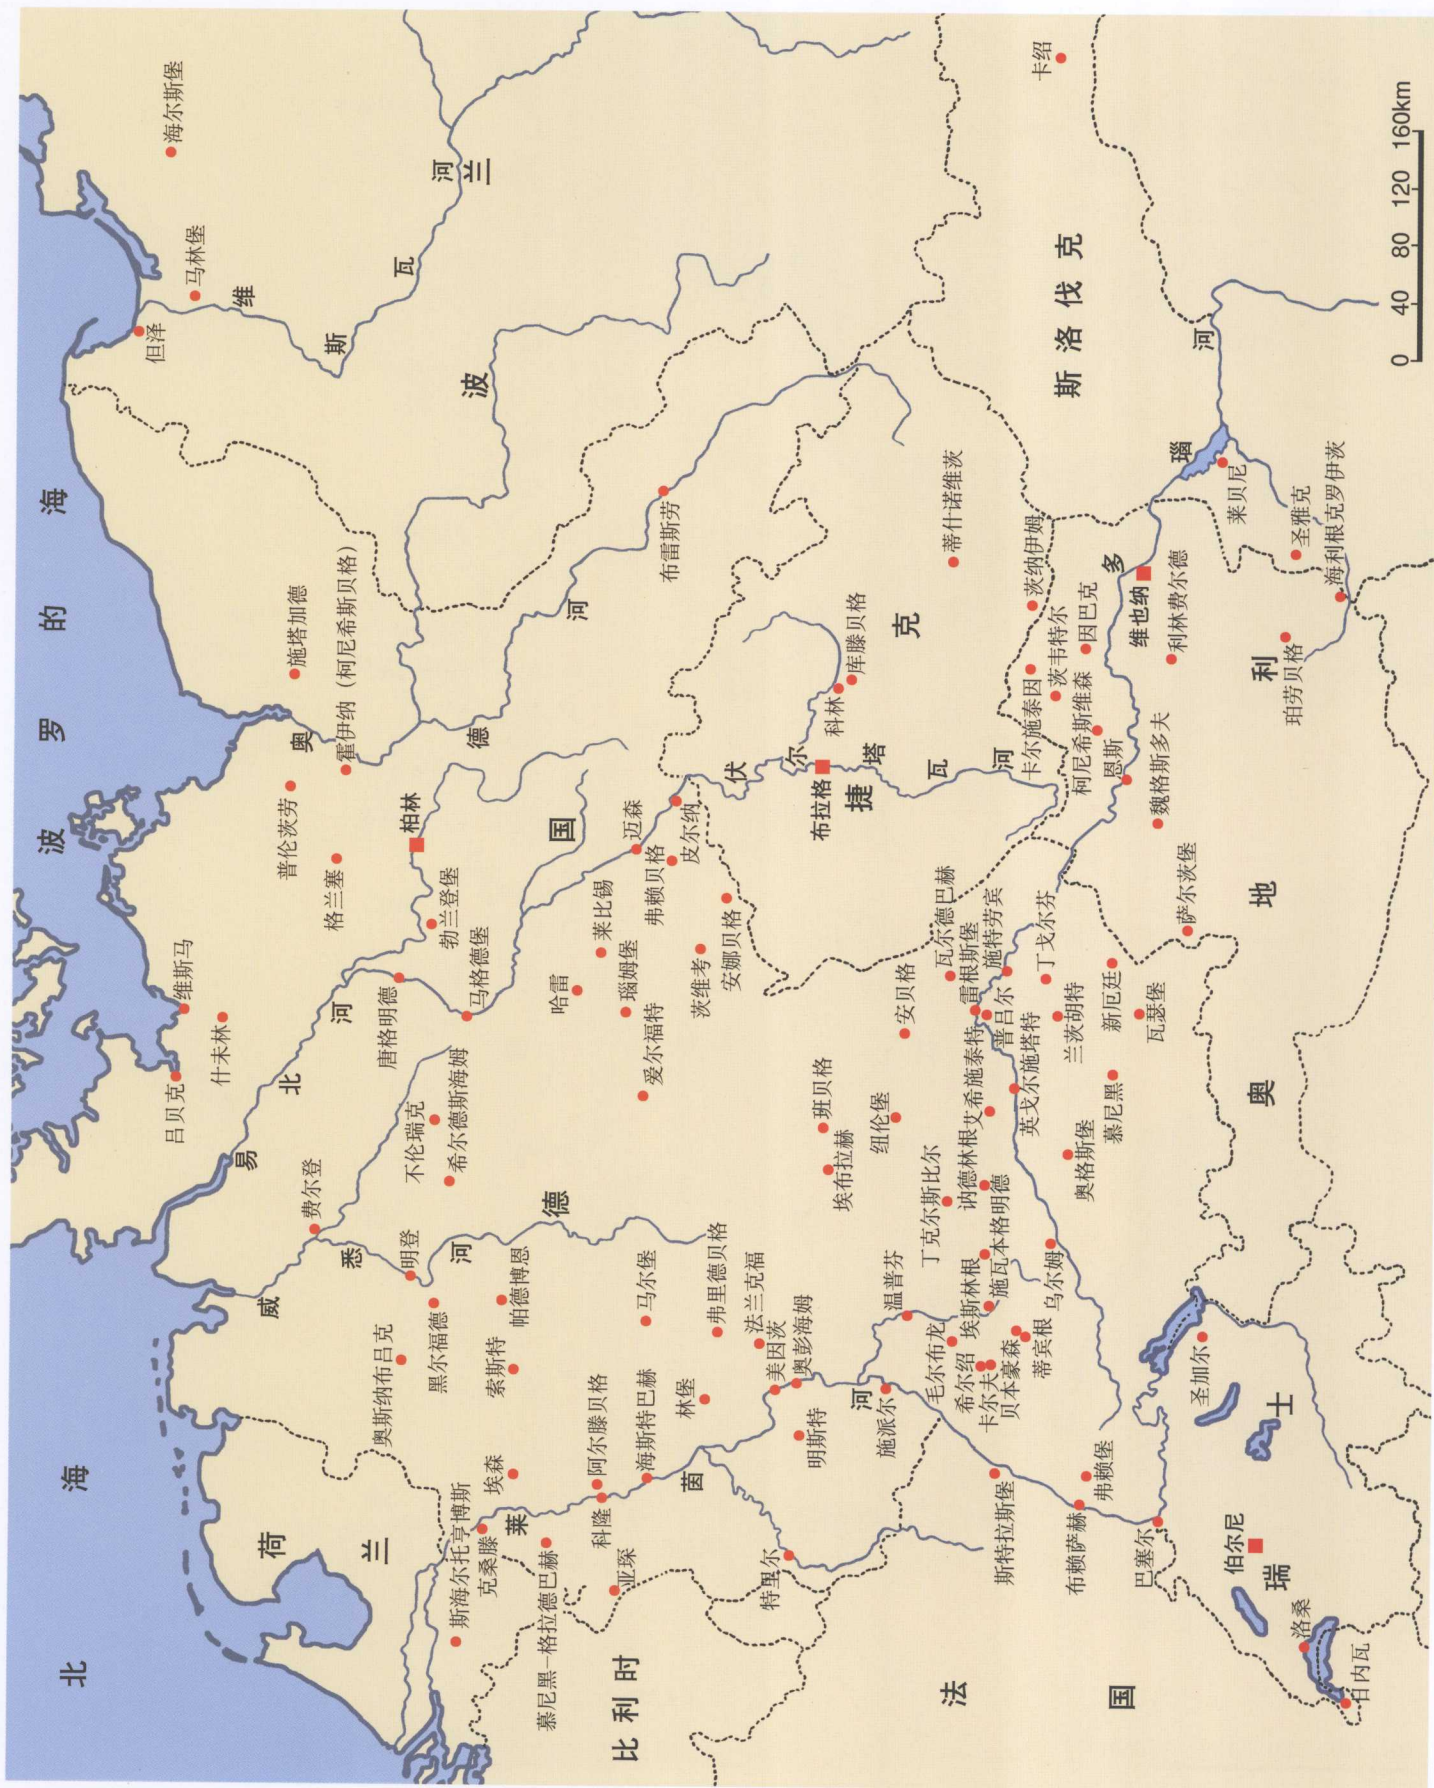 北 海
波 罗 的 海
荷 兰
比 利 时
法 国
瑞 士
德 国
波 兰
捷 克
斯 洛 伐 克
奥 地 利
威 悉 河
易 北 河
奥 德 河
维 斯 瓦 河
莱 茵 河
伏 尔 塔 瓦 河
多 瑙 河
海尔斯堡
马林堡
但泽
施塔加德
霍伊纳（柯尼希斯贝格）
普伦茨劳
格兰塞
柏林
勃兰登堡
维斯马
什未林
吕贝克
唐格明德
马格德堡
不伦瑞克
希尔德斯海姆
费尔登
明登
黑尔福德
奥斯纳布吕克
帕德博恩
索斯特
埃森
斯海尔托亨博斯
克桑滕
慕尼黑—格拉德巴赫
科隆
亚琛
阿尔滕贝格
海斯特巴赫
林堡
马尔堡
弗里德贝格
法兰克福
美因茨
奥彭海姆
明斯特
特里尔
施派尔
温普芬
哈雷
莱比锡
瑙姆堡
爱尔福特
茨维考
安娜贝格
弗赖贝格
迈森
皮尔纳
布雷斯劳
布拉格
科林
库滕贝格
蒂什诺维茨
卡绍
班贝格
埃布拉赫
纽伦堡
安贝格
瓦尔德巴赫
雷根斯堡
普吕尔
施特劳宾
丁戈尔芬
兰茨胡特
新厄廷
瓦瑟堡
慕尼黑
奥格斯堡
英戈尔施塔特
艾希施泰特
讷德林根
丁克尔斯比尔
施瓦本格明德
埃斯林根
乌尔姆
毛尔布龙
希尔绍
卡尔夫
贝本豪森
蒂宾根
斯特拉斯堡
弗赖堡
布赖萨赫
巴塞尔
伯尔尼
洛桑
日内瓦
圣加尔
萨尔茨堡
魏格斯多夫
恩斯
柯尼希斯维森
卡尔施泰因
茨韦特尔
因巴克
茨纳伊姆
维也纳
利林费尔德
莱贝尼
圣雅克
海利根克罗伊茨
珀劳贝格
0 40 80 120 160km